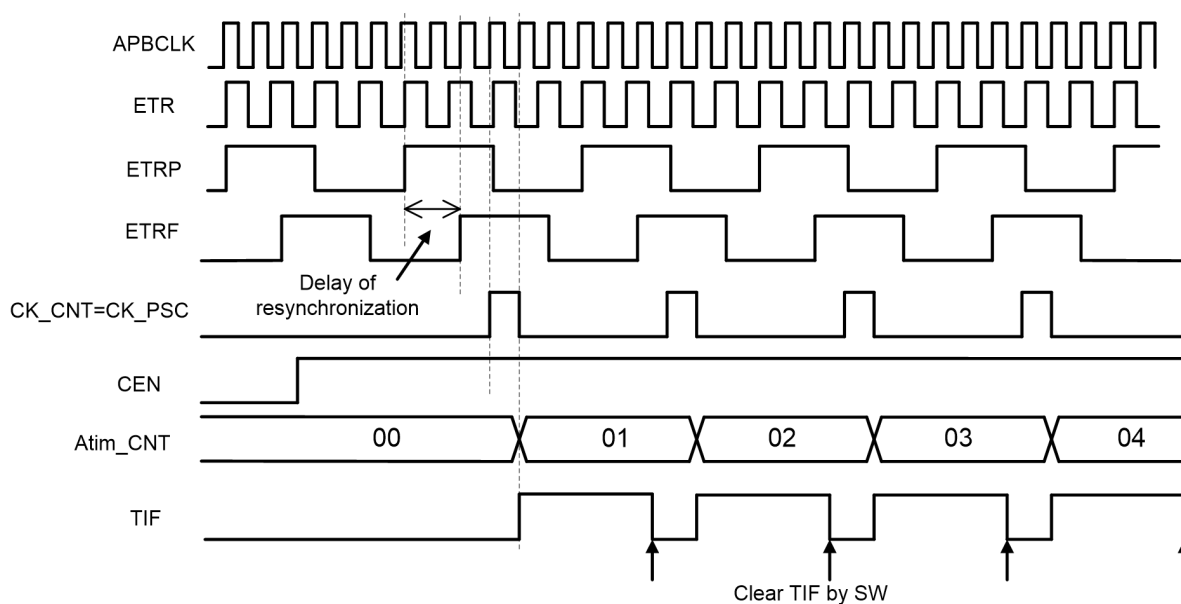 APBCLK
ETR
ETRP
ETRF
Delay of
resynchronization
CK_CNT=CK_PSC
CEN
Atim_CNT
00
01
02
03
04
TIF
Clear TIF by SW